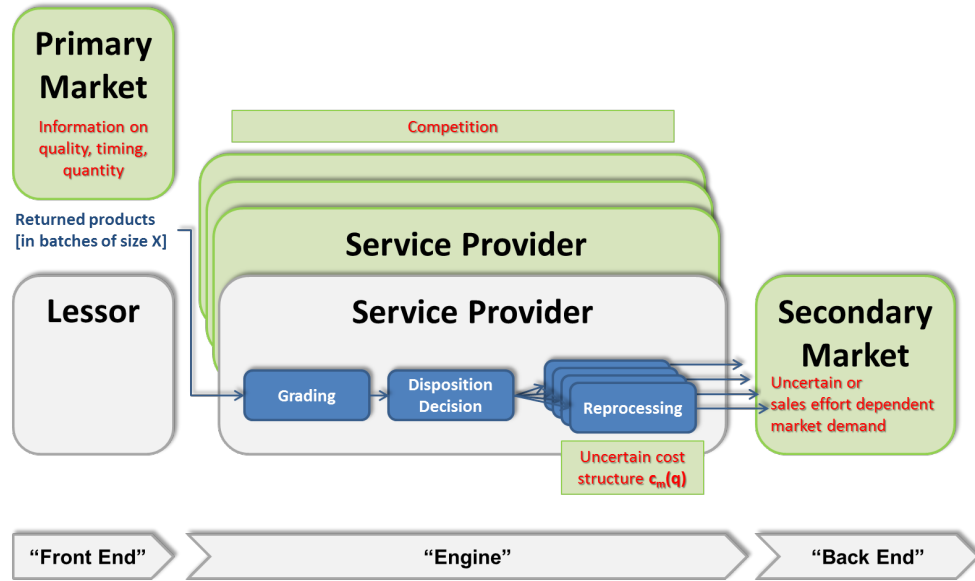 Primary
Market
Information on
quality, timing,
quantity
Competition
Returned products
[in batches of size X]
Service Provider
Lessor
Service Provider
Secondary
Market
Uncertain or
sales effort dependent
market demand
Grading
Disposition
Decision
Reprocessing
Uncertain cost
structure cm(q)
“Front End”
“Engine”
“Back End”